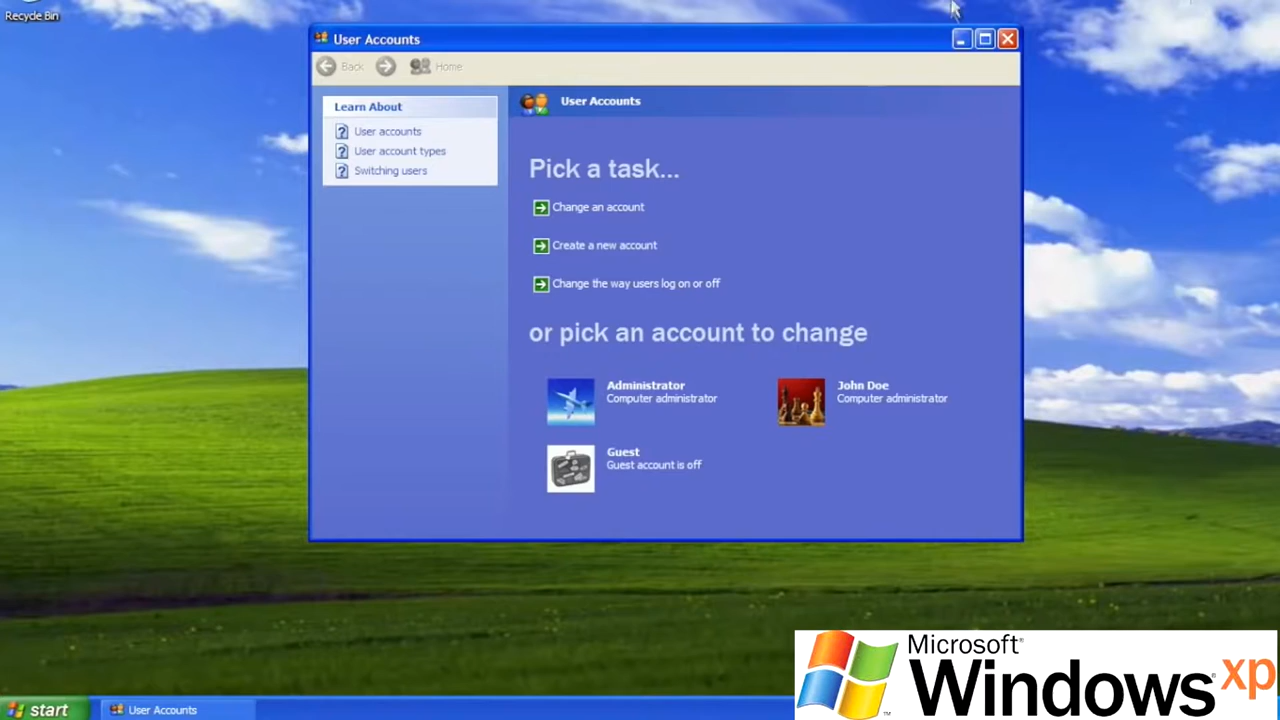 Recycle Bin
User Accounts
Back
Home
Learn About
User accounts
User account types
Switching users
User Accounts
Pick a task...
Change an account
Create a new account
Change the way users log on or off
or pick an account to change
Administrator
Computer administrator
John Doe
Computer administrator
Guest
Guest account is off
start
User Accounts
Microsoft®
Windows® xp
™